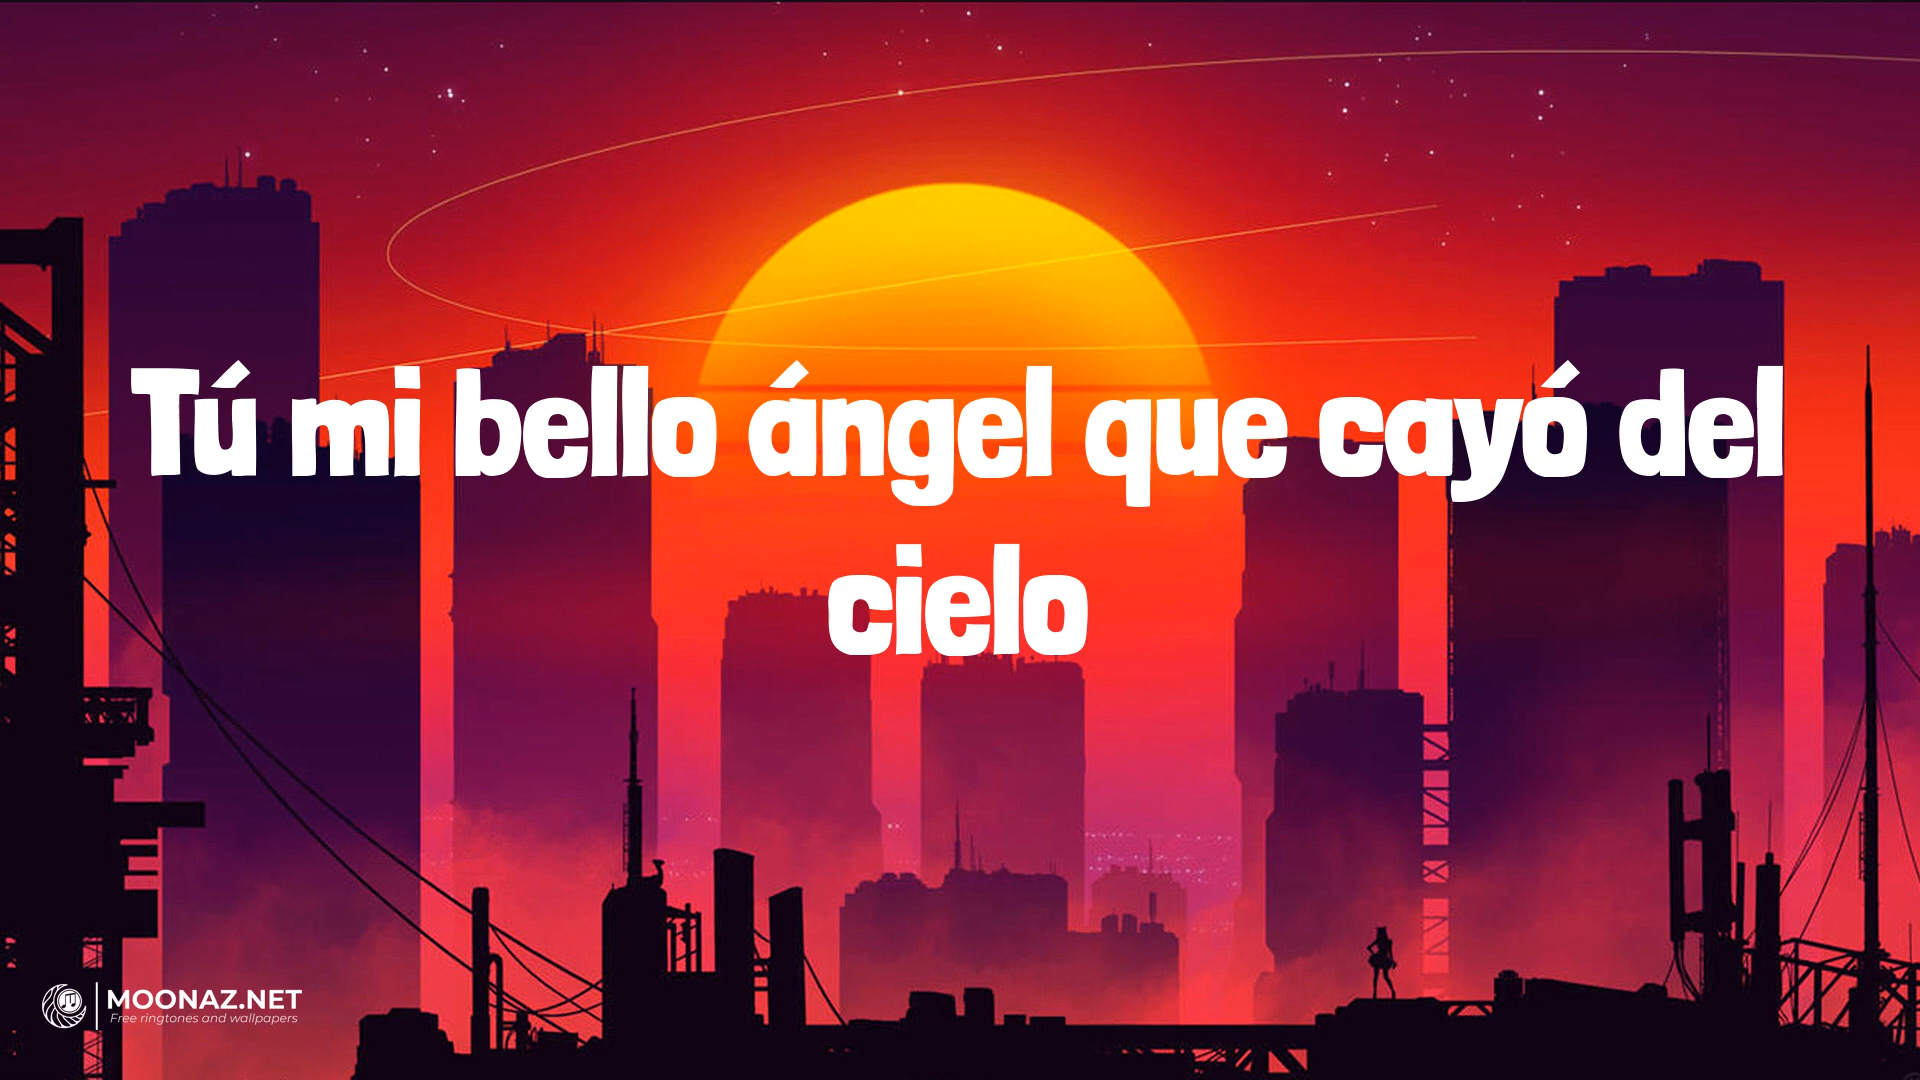 Tú mi bello ángel que cayó del
cielo
MOONAZ.NET
Free ringtones and wallpapers